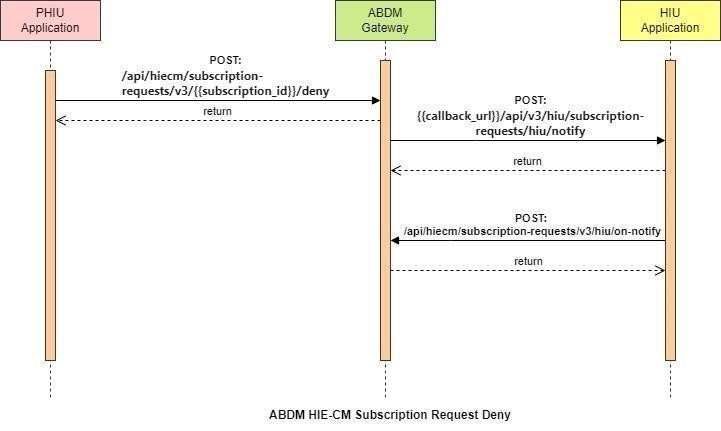 PHIU
Application
ABDM
Gateway
HIU
Application
POST:
/api/hiecm/subscription-
requests/v3/{{subscription_id}}/deny
return
POST:
{{callback_url}}/api/v3/hiu/subscription-
requests/hiu/notify
return
POST:
/api/hiecm/subscription-requests/v3/hiu/on-notify
return
ABDM HIE-CM Subscription Request Deny